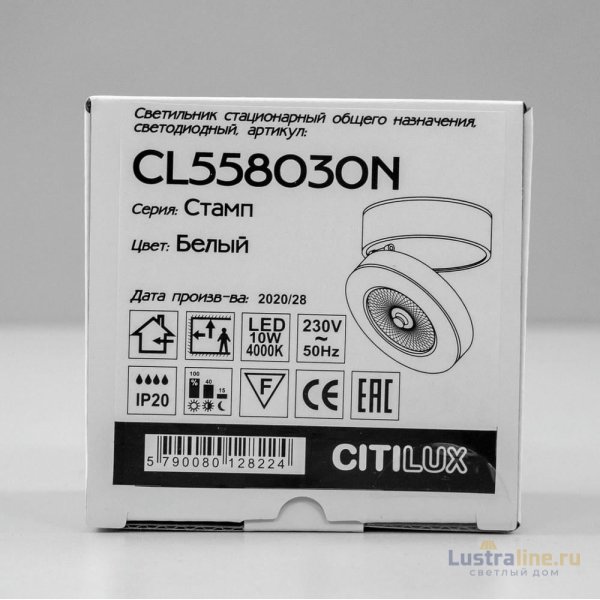 Светильник стационарный общего назначения,
светодиодный, артикул:
CL558030N
Серия: Стамп
Цвет: Белый
Дата произв-ва: 2020/28
LED
10W
4000K
230V
~
50Hz
IP20
100
%
40
15
F
CE
EAC
5 790080 128224
CITILUX
Lustraline.ru
светлый дом